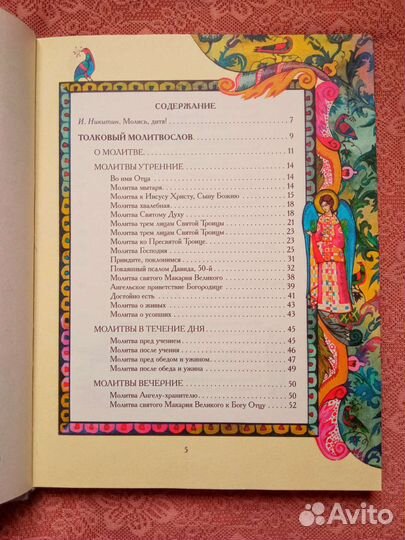 СОДЕРЖАНИЕ
И. Никитин. Молись, дитя! 7
ТОЛКОВЫЙ МОЛИТВОСЛОВ 9
О МОЛИТВЕ 11
МОЛИТВЫ УТРЕННИЕ 14
Во имя Отца 14
Молитва мытаря 14
Молитва к Иисусу Христу, Сыну Божию 15
Молитва хвалебная 18
Молитва Святому Духу 18
Молитва трем лицам Святой Троицы 21
Молитва трем лицам Святой Троицы 23
Молитва ко Пресвятой Троице 23
Молитва Господня 25
Приидите, поклонимся 31
Покаянный псалом Давида, 50-й 32
Молитва святого Макария Великого 38
Ангельское приветствие Богородице 39
Достойно есть 41
Молитва о живых 43
Молитва о усопших 43
МОЛИТВЫ В ТЕЧЕНИЕ ДНЯ 45
Молитва пред учением 45
Молитва после учения 46
Молитва пред обедом и ужином 47
Молитва после обеда и ужина 49
МОЛИТВЫ ВЕЧЕРНИЕ 50
Молитва Ангелу-хранителю 50
Молитва святого Макария Великого к Богу Отцу 52
5
Avito